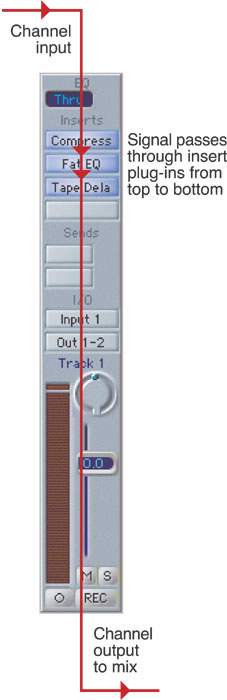 Channel
input
EQ
Thru
Inserts
Compress
Fat EQ
Tape Dela
Signal passes
through insert
plug-ins from
top to bottom
Sends
I/O
Input 1
Out 1-2
Track 1
0.0
M S
O REC
Channel
output
to mix